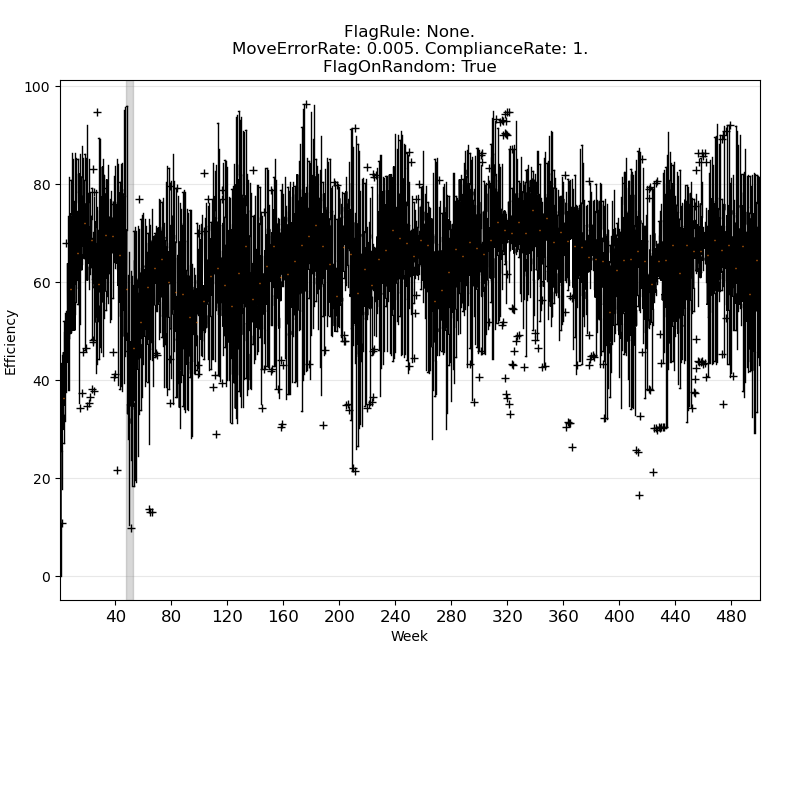 FlagRule: None.
MoveErrorRate: 0.005. ComplianceRate: 1.
FlagOnRandom: True
100
80
60
40
20
0
Efficiency
40 80 120 160 200 240 280 320 360 400 440 480
Week